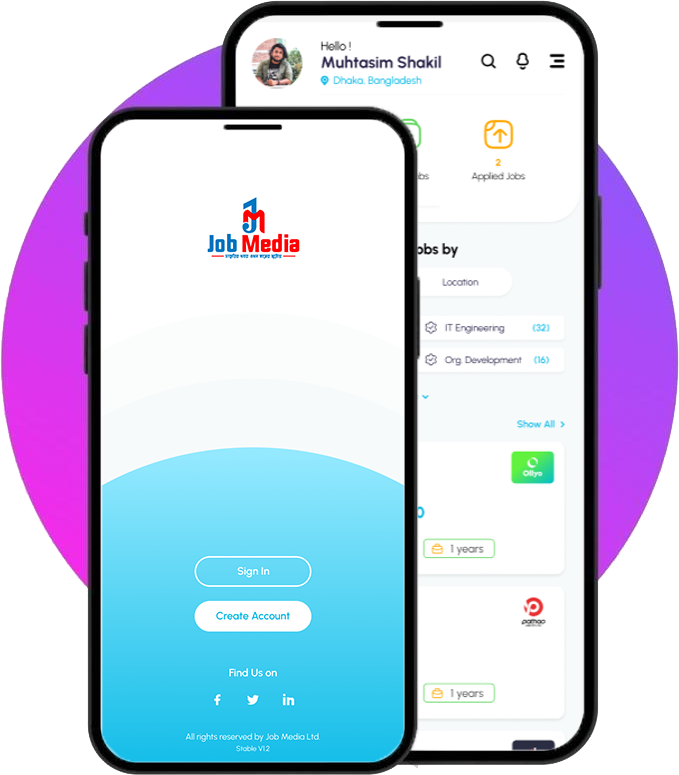 Hello !
Muhtasim Shakil
Dhaka, Bangladesh
2
Applied Jobs
obs
obs by
Location
IT Engineering (32)
Org. Development (16)
Show All
Ollyo
1 years
pathao
1 years
JM
Job Media
Sign In
Create Account
Find Us on
All rights reserved by Job Media Ltd
Stable V1.2